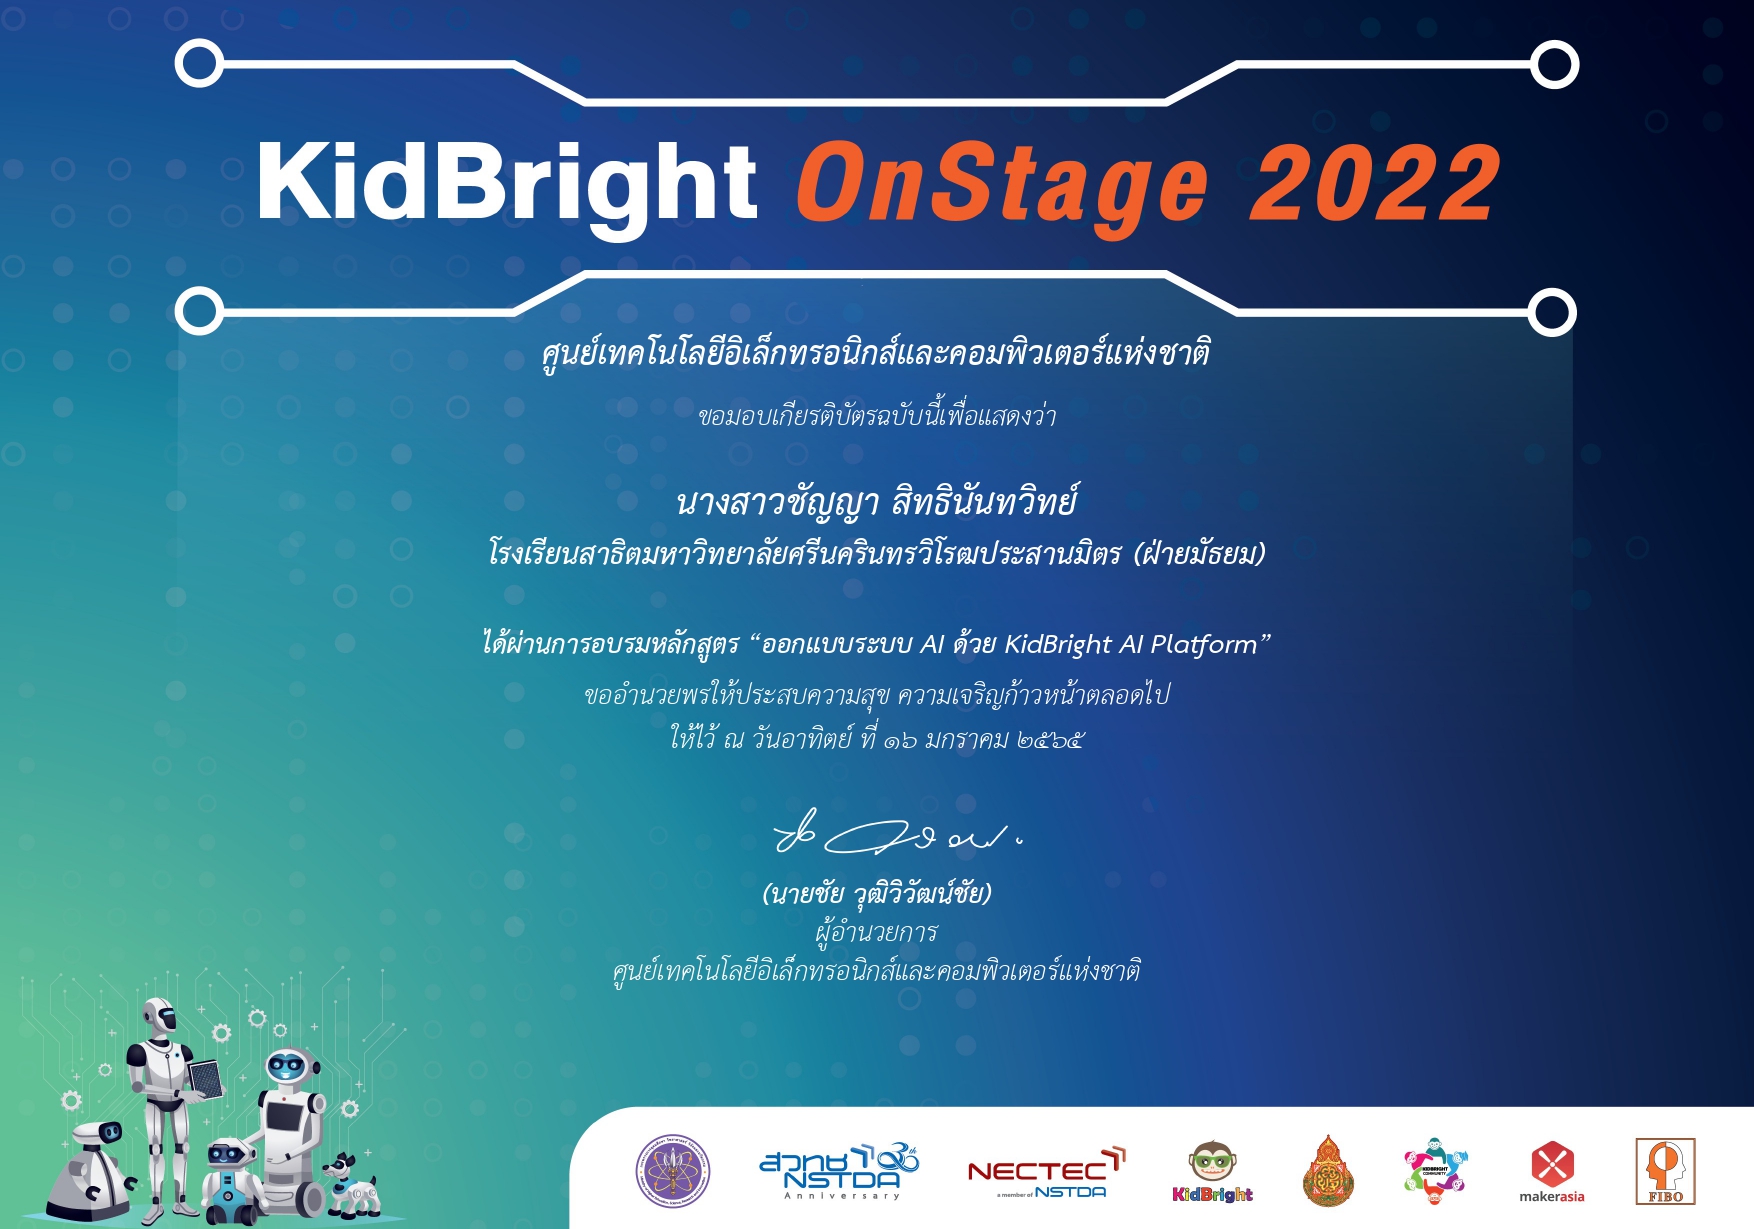 KidBright OnStage 2022
ศูนย์เทคโนโลยีอิเล็กทรอนิกส์และคอมพิวเตอร์แห่งชาติ
ขอมอบเกียรติบัตรฉบับนี้เพื่อแสดงว่า
นางสาวชัญญา สิทธินันทวิทย์
โรงเรียนสาธิตมหาวิทยาลัยศรีนครินทรวิโรฒประสานมิตร (ฝ่ายมัธยม)
ได้ผ่านการอบรมหลักสูตร “ออกแบบระบบ AI ด้วย KidBright AI Platform”
ขออำนวยพรให้ประสบความสุข ความเจริญก้าวหน้าตลอดไป
ให้ไว้ ณ วันอาทิตย์ ที่ ๑๖ มกราคม ๒๕๖๕
(นายชัย วุฒิวิวัฒน์ชัย)
ผู้อำนวยการ
ศูนย์เทคโนโลยีอิเล็กทรอนิกส์และคอมพิวเตอร์แห่งชาติ
สวทช
NSTDA
Anniversary
NECTEC
a member of NSTDA
KidBright
KIDBRIGHT
COMMUNITY
makerasia
FIBO